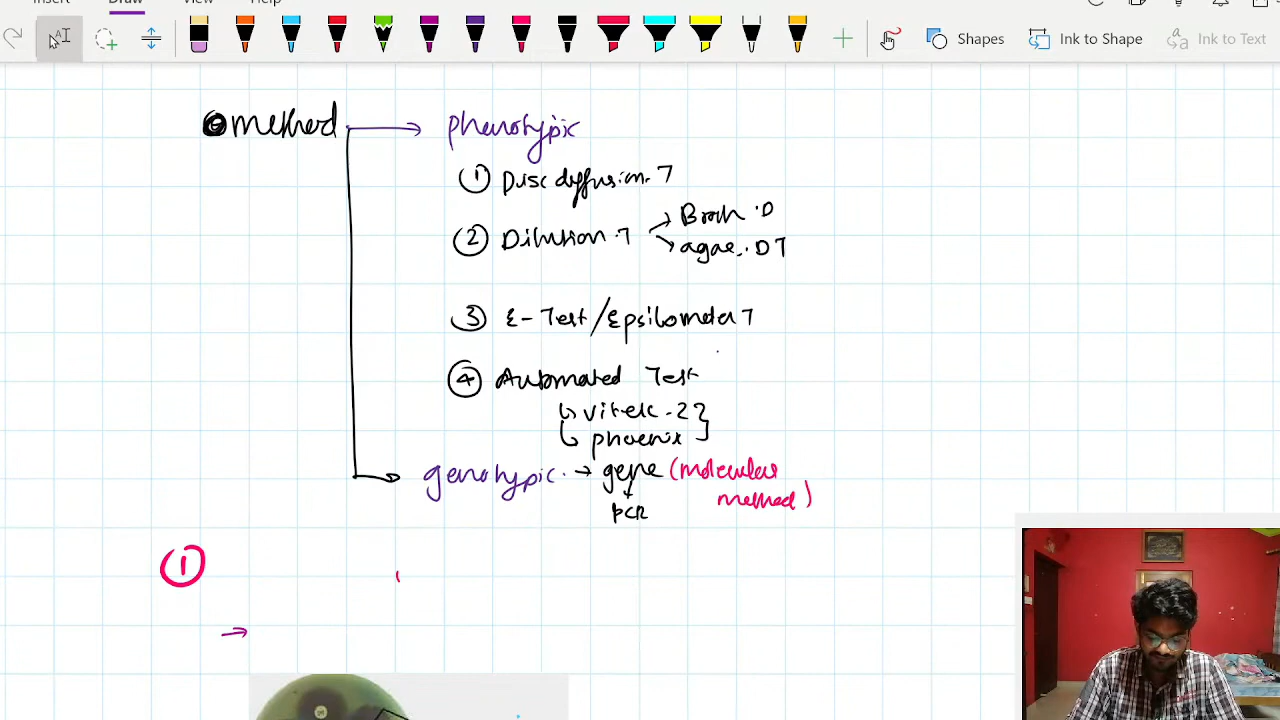 Insert Draw View Help
Shapes Ink to Shape Ink to Text
method → phenotypic
① Disc diffusion. T
② Dilution. T → Broth. D
→ agar. DT
③ E-Test/Epsilometer T
④ Automated Test
↳ vitek-2
↳ phoenix
genotypic. → gene (molecular
method)
PCR
①
→